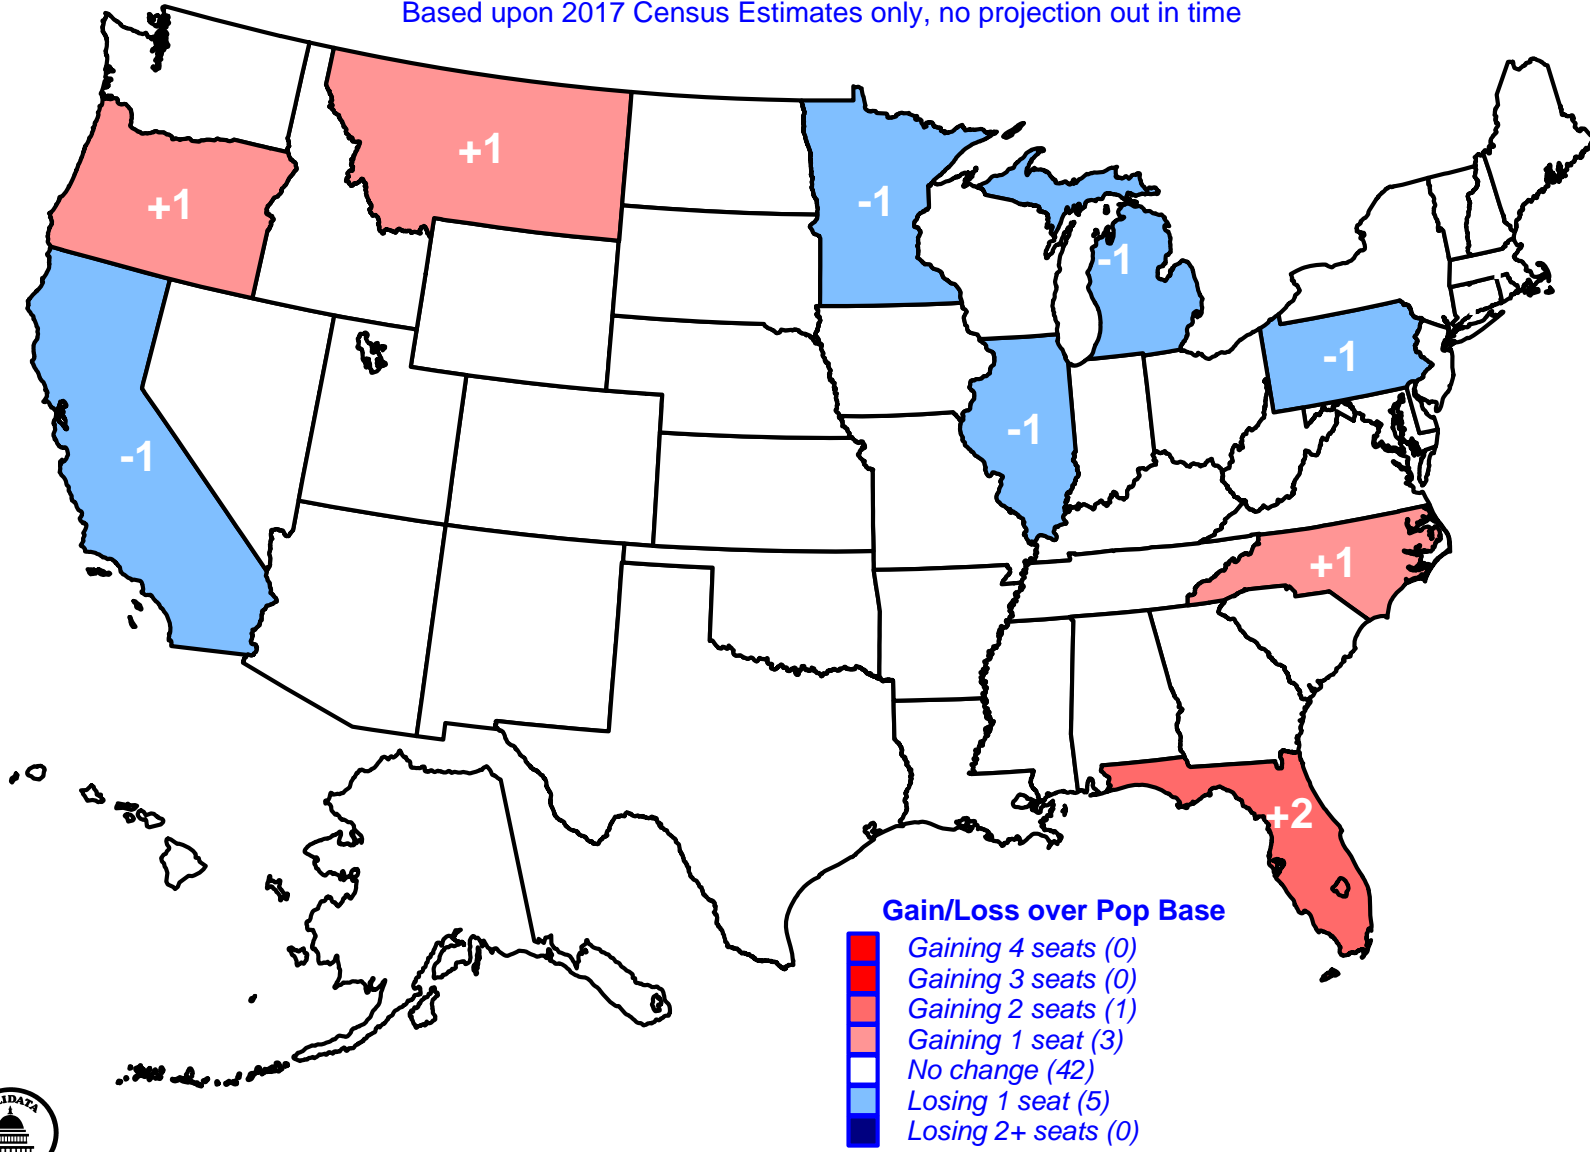 Based upon 2017 Census Estimates only, no projection out in time
+1
+1
-1
-1
-1
-1
-1
+1
+2
Gain/Loss over Pop Base
Gaining 4 seats (0)
Gaining 3 seats (0)
Gaining 2 seats (1)
Gaining 1 seat (3)
No change (42)
Losing 1 seat (5)
Losing 2+ seats (0)
LIDATA